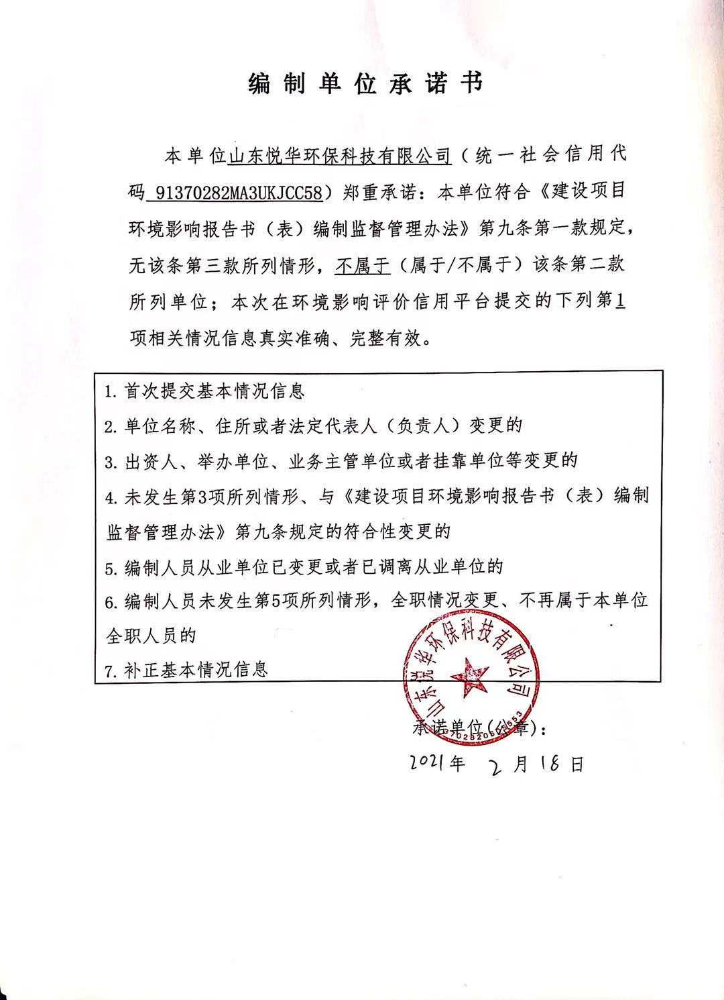 编制单位承诺书
本单位山东悦华环保科技有限公司（统一社会信用代
码 91370282MA3UKJCC58）郑重承诺：本单位符合《建设项目
环境影响报告书（表）编制监督管理办法》第九条第一款规定，
无该条第三款所列情形，不属于（属于/不属于）该条第二款
所列单位；本次在环境影响评价信用平台提交的下列第1
项相关情况信息真实准确、完整有效。
1. 首次提交基本情况信息
2. 单位名称、住所或者法定代表人（负责人）变更的
3. 出资人、举办单位、业务主管单位或者挂靠单位等变更的
4. 未发生第3项所列情形、与《建设项目环境影响报告书（表）编制
监督管理办法》第九条规定的符合性变更的
5. 编制人员从业单位已变更或者已调离从业单位的
6. 编制人员未发生第5项所列情形，全职情况变更、不再属于本单位
全职人员的
7. 补正基本情况信息
山东悦华环保科技有限公司
承诺单位(公章)：
2021年 2月18日